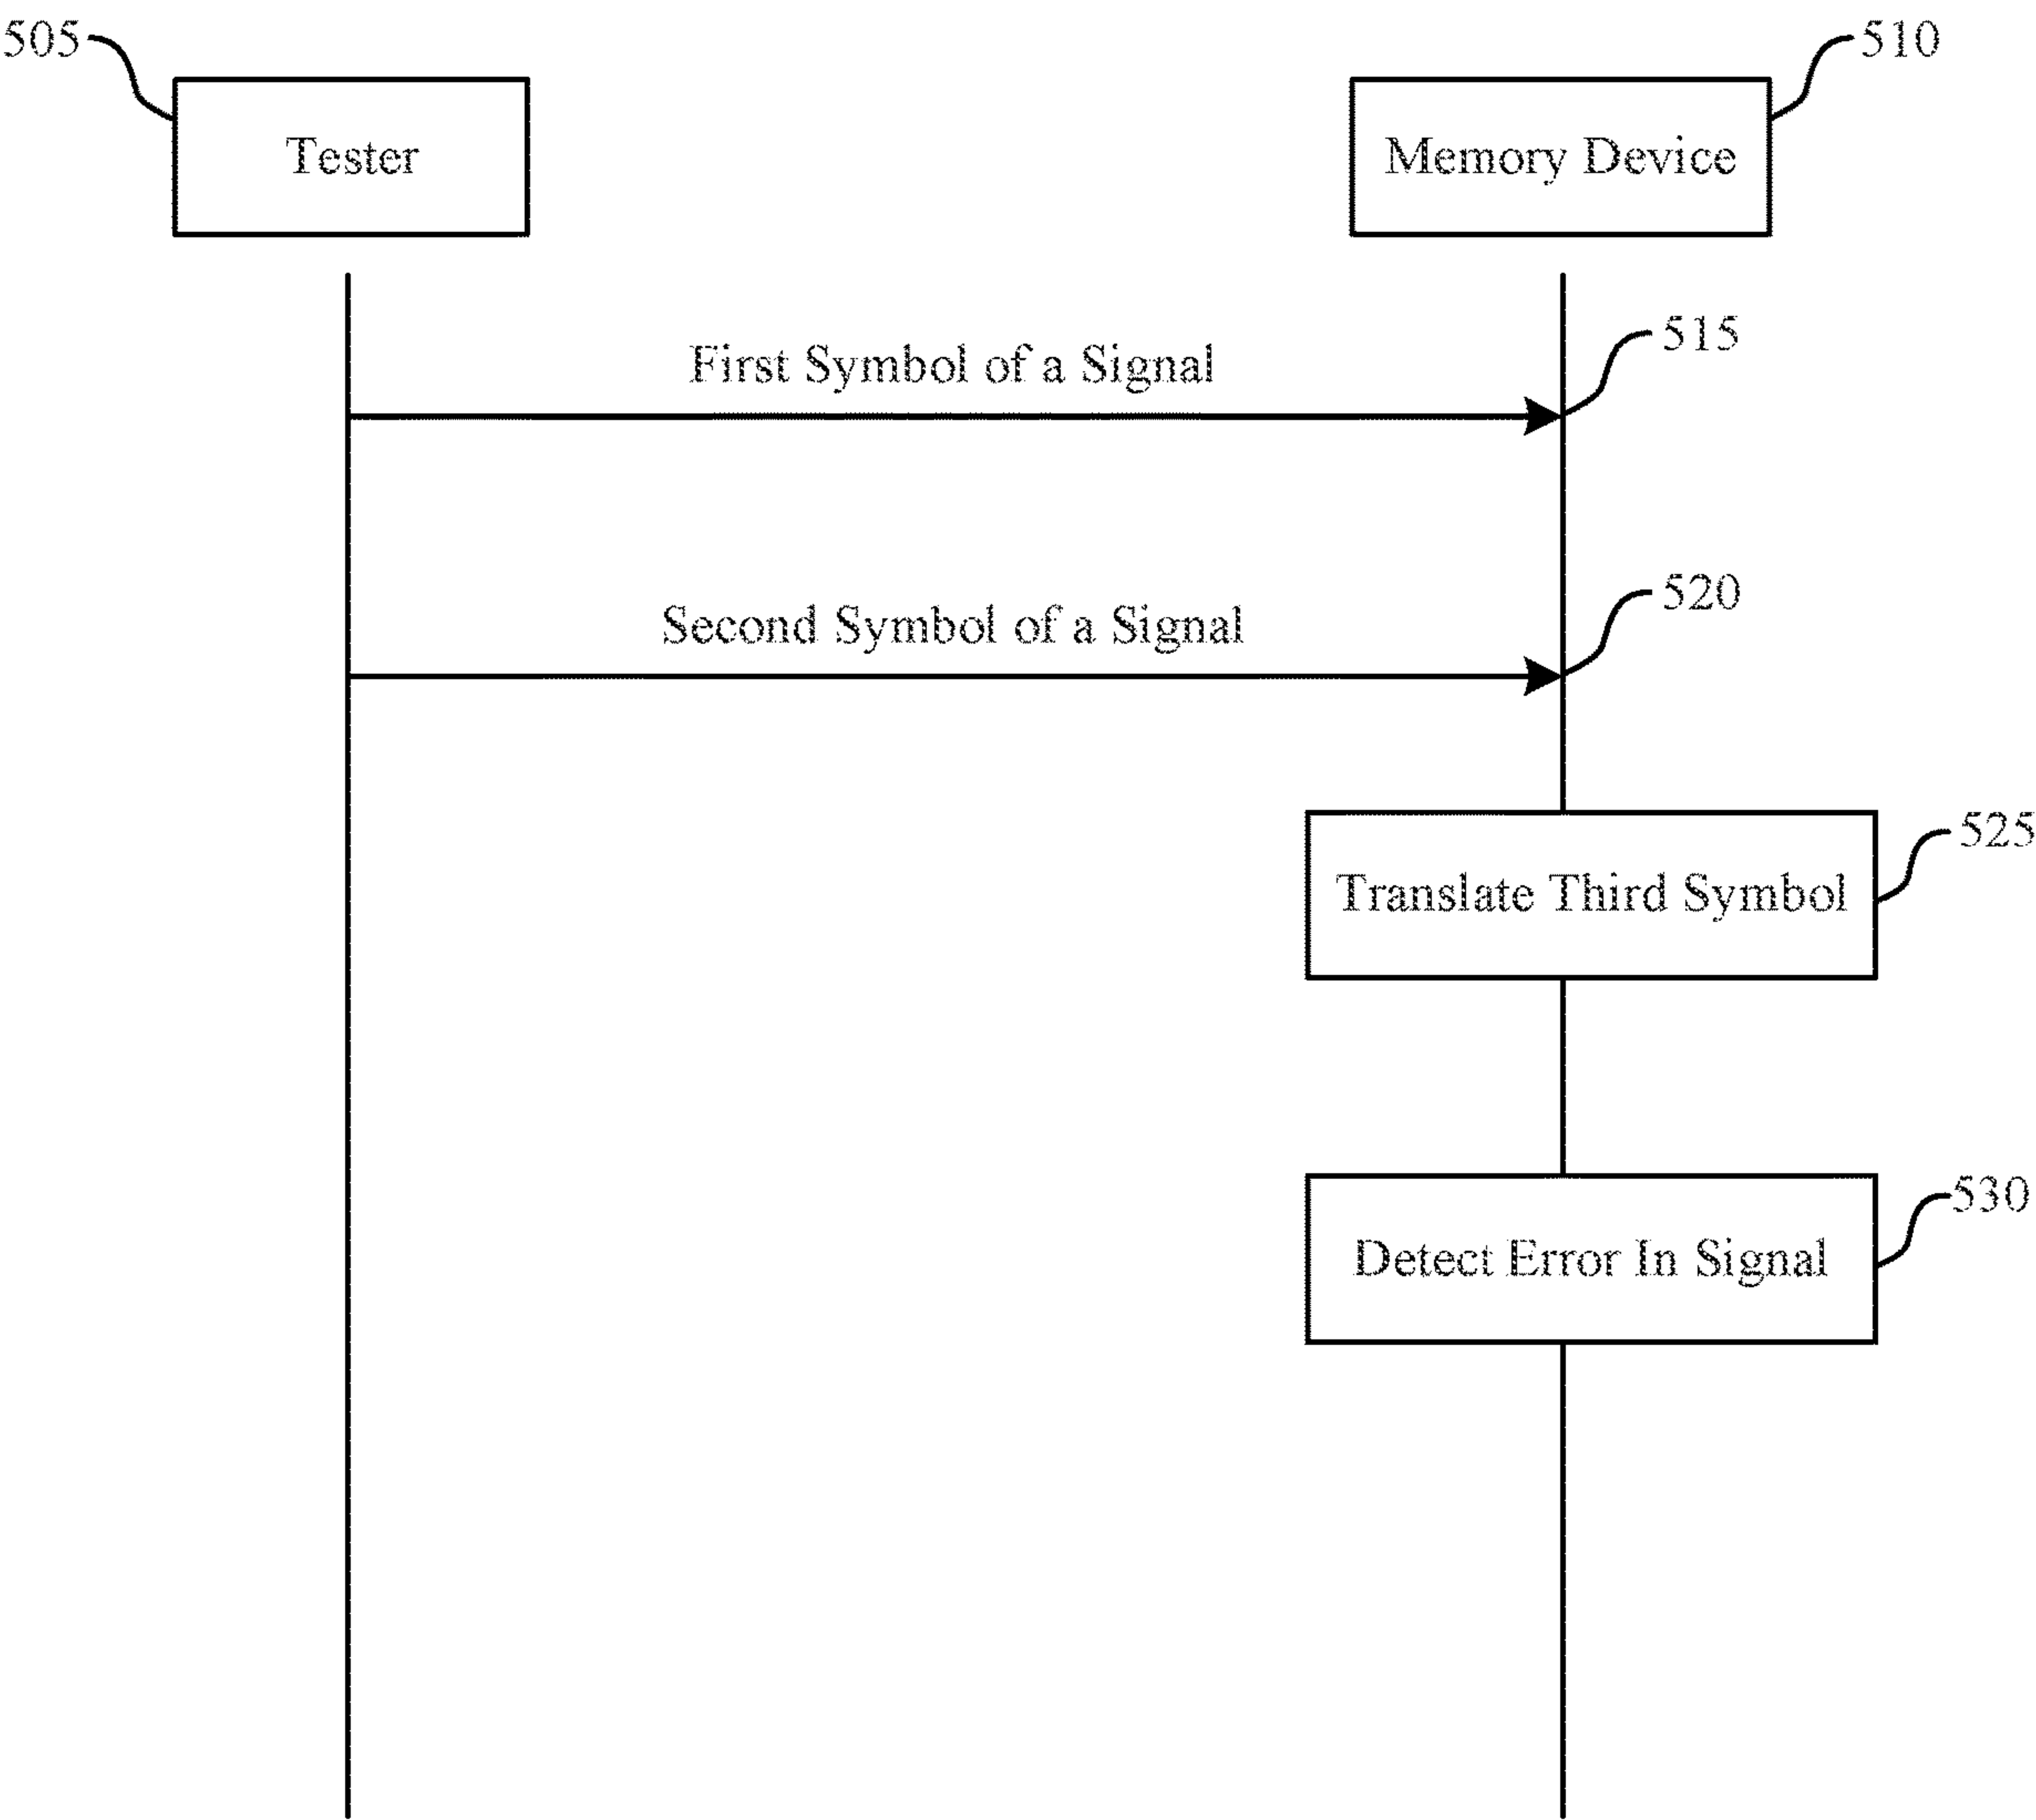 505
510
Tester
Memory Device
515
First Symbol of a Signal
520
Second Symbol of a Signal
525
Translate Third Symbol
530
Detect Error In Signal